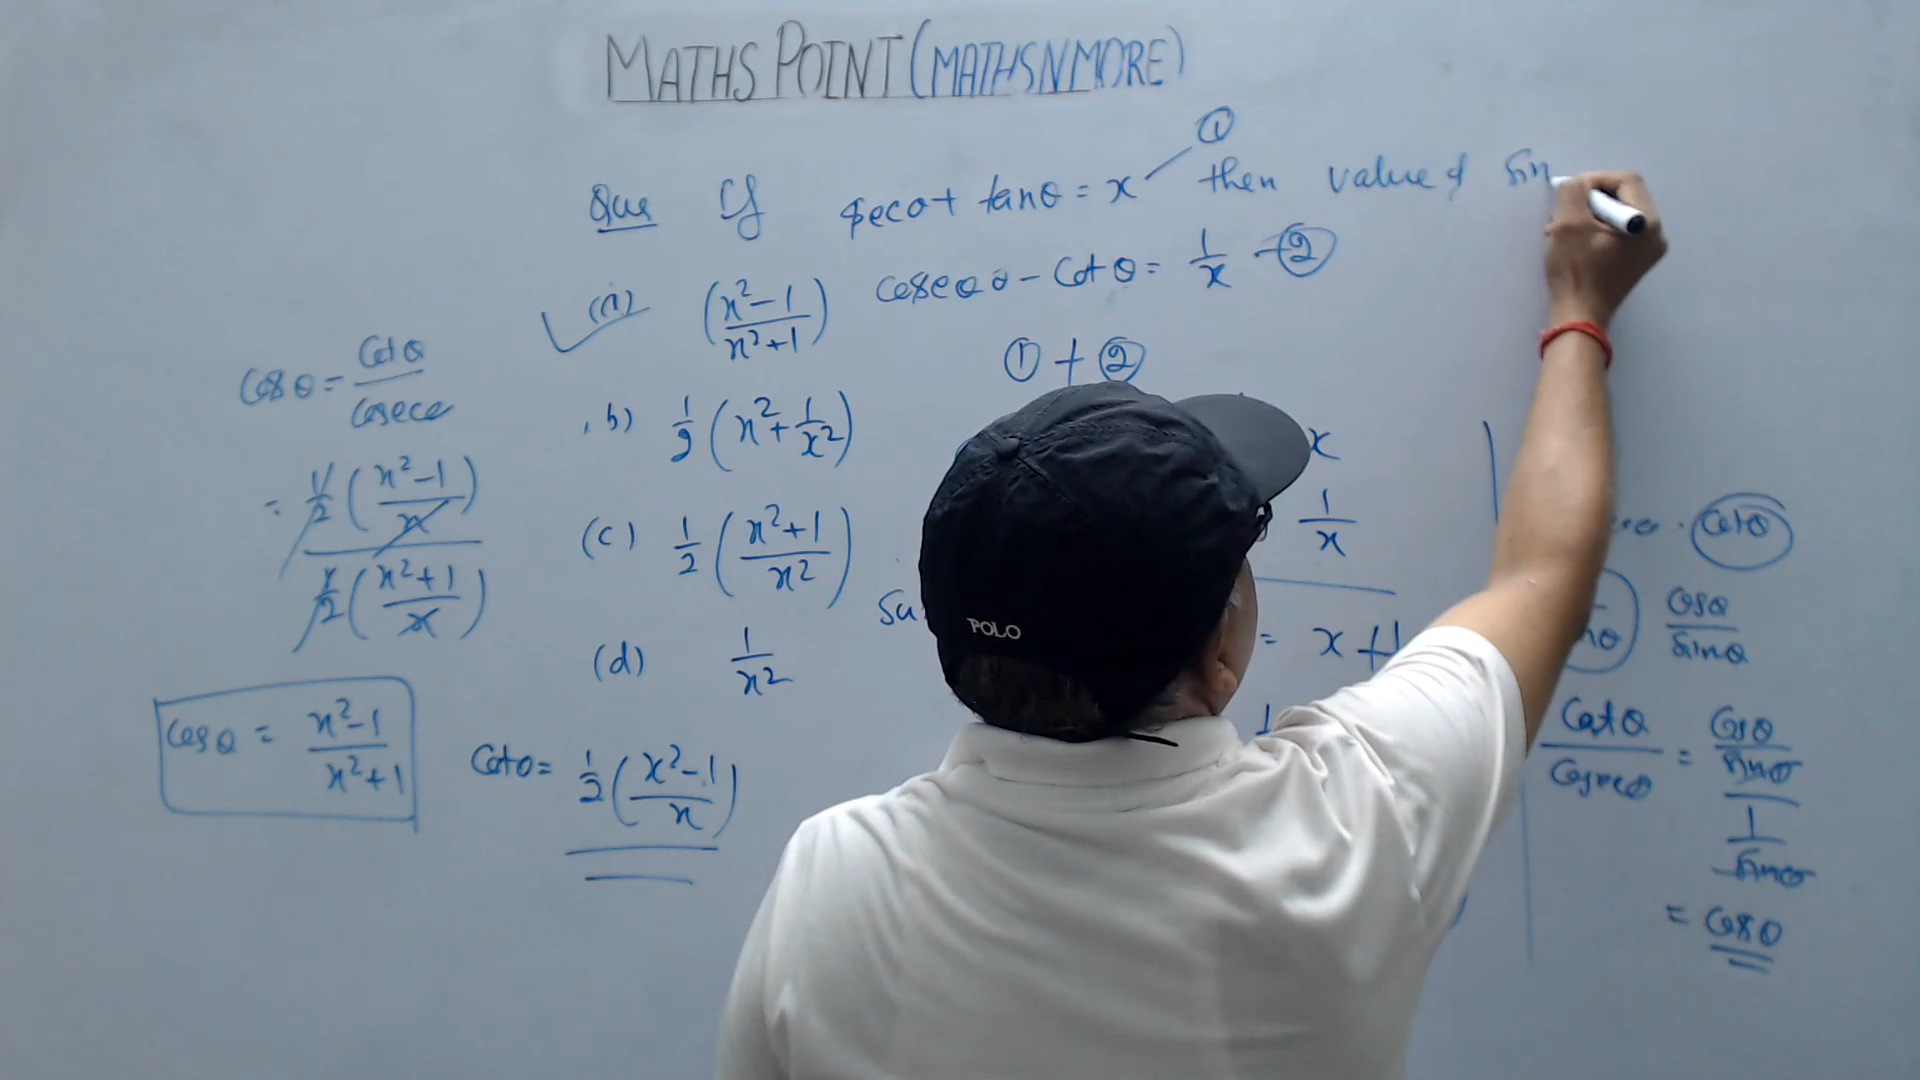 MATHS POINT (MATHSNMORE)
①
Que If secθ + tanθ = x then value of sin
cosecθ - cotθ = 1/x - ②
(a) (x²-1/x²+1)
① + ②
cosθ = cotθ/cosecθ
(b) 1/2 (x² + 1/x²)
x
= 1/2 (x²-1/x)
1/2 (x²+1/x)
(c) 1/2 (x²+1/x²)
1/x
cotθ
= x + 1
cosθ/sinθ
(d) 1/x²
cosθ = x²-1/x²+1
cotθ = 1/2 (x²-1/x)
cotθ/cosecθ = cosθ/sinθ
1/sinθ
= cosθ
POLO